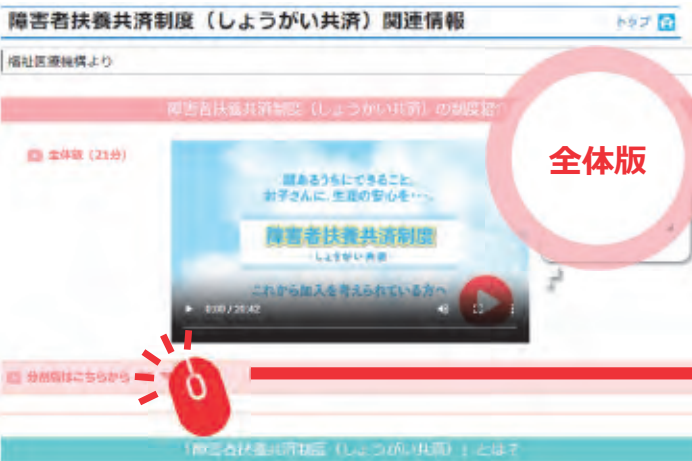 障害者扶養共済制度（しょうがい共済）関連情報
トップ
福祉医療機構より
障害者扶養共済制度（しょうがい共済）の制度紹
全体版（21分）
全体版
親あるうちにできること、
お子さんに、生涯の安心を・・・。
障害者扶養共済制度
-しょうがい共済-
これから加入を考えられている方へ
0:00 / 20:42
分割版はこちらから
「障害者扶養共済制度（しょうがい共済）」とは？